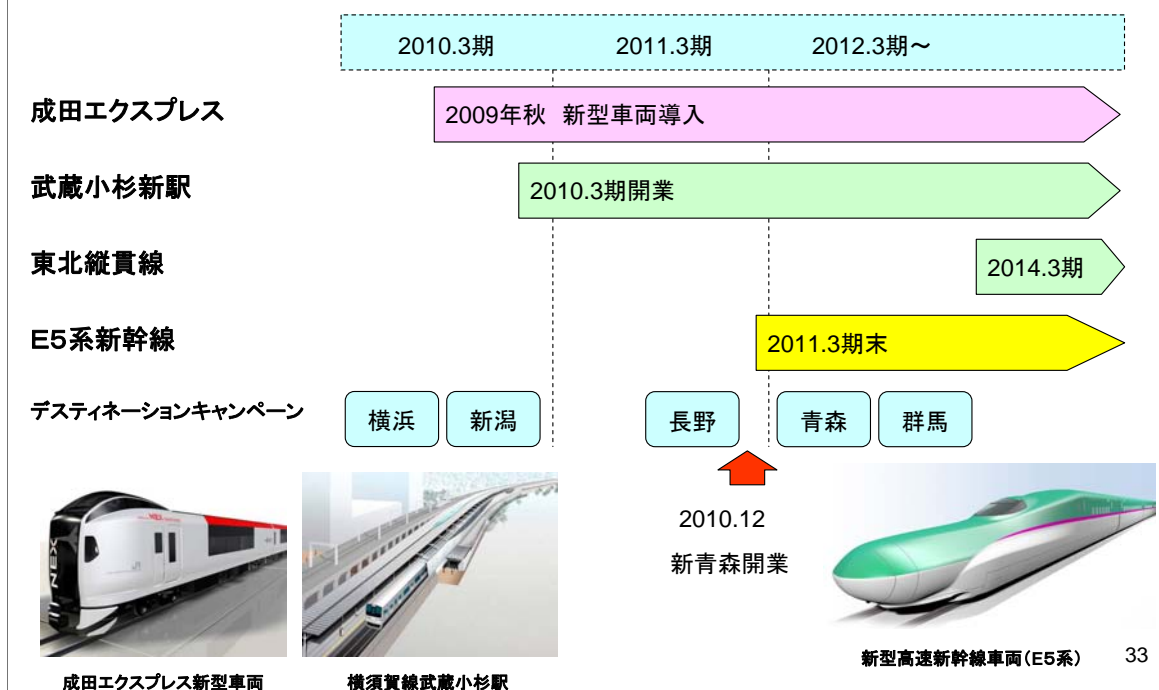 2010.3期 2011.3期 2012.3期～
成田エクスプレス
2009年秋 新型車両導入
武蔵小杉新駅
2010.3期開業
東北縦貫線
2014.3期
E5系新幹線
2011.3期末
デスティネーションキャンペーン
横浜 新潟 長野 青森 群馬
2010.12
新青森開業
NEX
NEX
JR
成田エクスプレス新型車両
横須賀線武蔵小杉駅
新型高速新幹線車両（E5系）
33